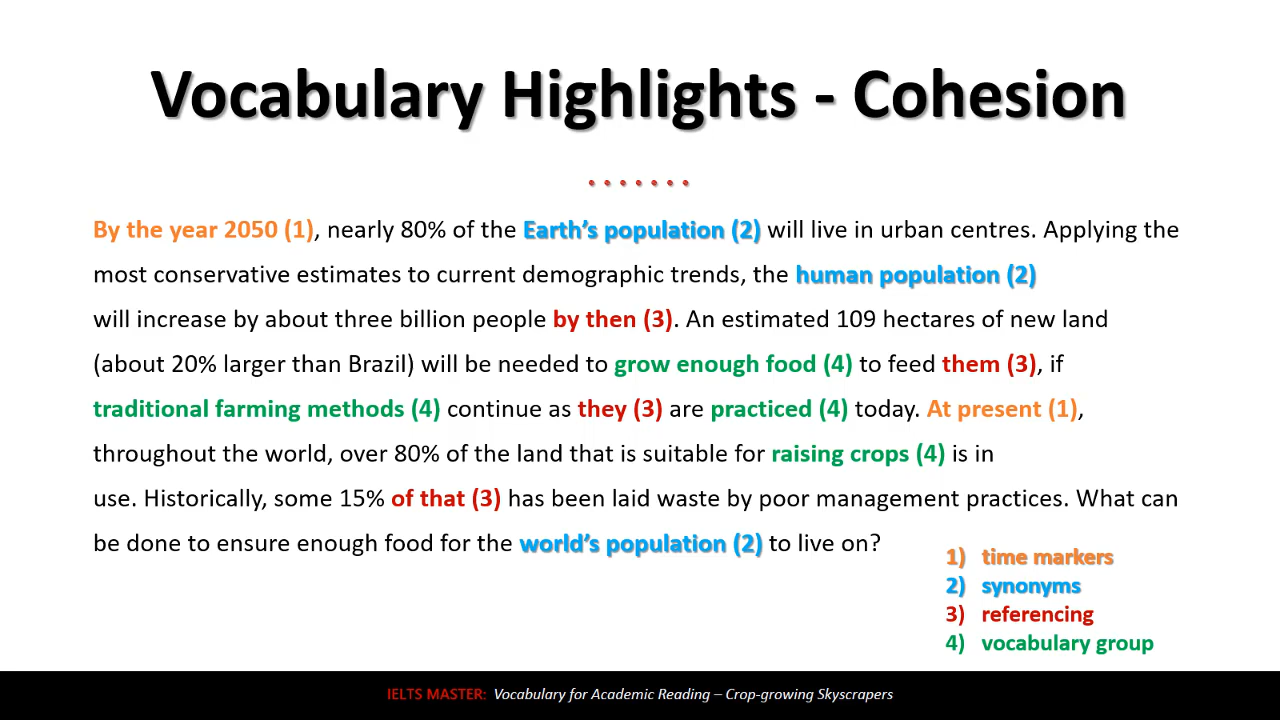 Vocabulary Highlights - Cohesion
.......
By the year 2050 (1), nearly 80% of the Earth’s population (2) will live in urban centres. Applying the
most conservative estimates to current demographic trends, the human population (2)
will increase by about three billion people by then (3). An estimated 109 hectares of new land
(about 20% larger than Brazil) will be needed to grow enough food (4) to feed them (3), if
traditional farming methods (4) continue as they (3) are practiced (4) today. At present (1),
throughout the world, over 80% of the land that is suitable for raising crops (4) is in
use. Historically, some 15% of that (3) has been laid waste by poor management practices. What can
be done to ensure enough food for the world’s population (2) to live on?
1) time markers
2) synonyms
3) referencing
4) vocabulary group
IELTS MASTER: Vocabulary for Academic Reading – Crop-growing Skyscrapers